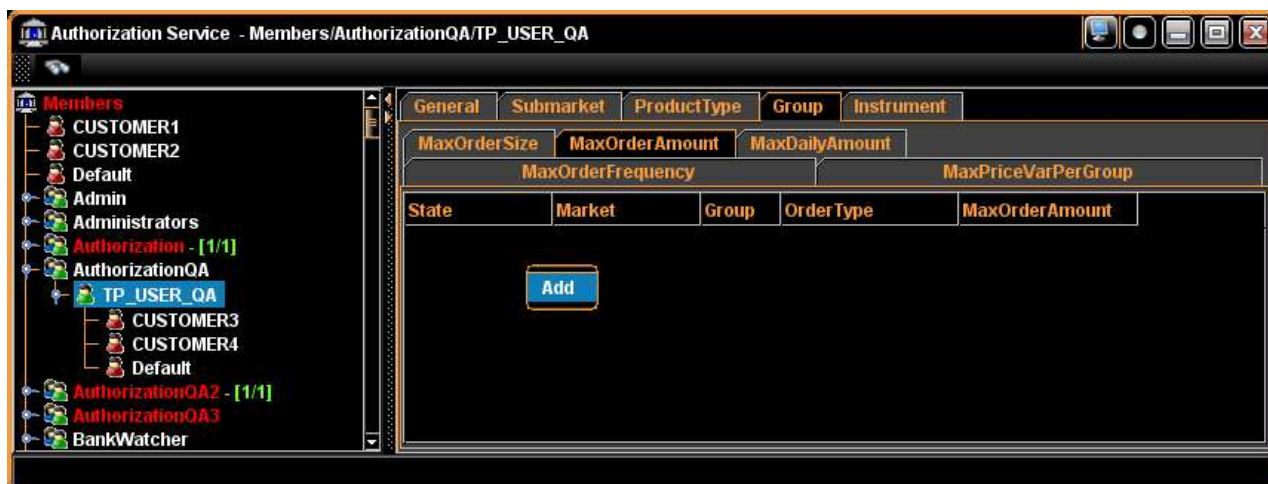 Authorization Service - Members/AuthorizationQA/TP_USER_QA
Members
CUSTOMER1
CUSTOMER2
Default
Admin
Administrators
Authorization - [1/1]
AuthorizationQA
TP_USER_QA
CUSTOMER3
CUSTOMER4
Default
AuthorizationQA2 - [1/1]
AuthorizationQA3
BankWatcher
General Submarket ProductType Group Instrument
MaxOrderSize MaxOrderAmount MaxDailyAmount
MaxOrderFrequency MaxPriceVarPerGroup
State Market Group OrderType MaxOrderAmount
Add